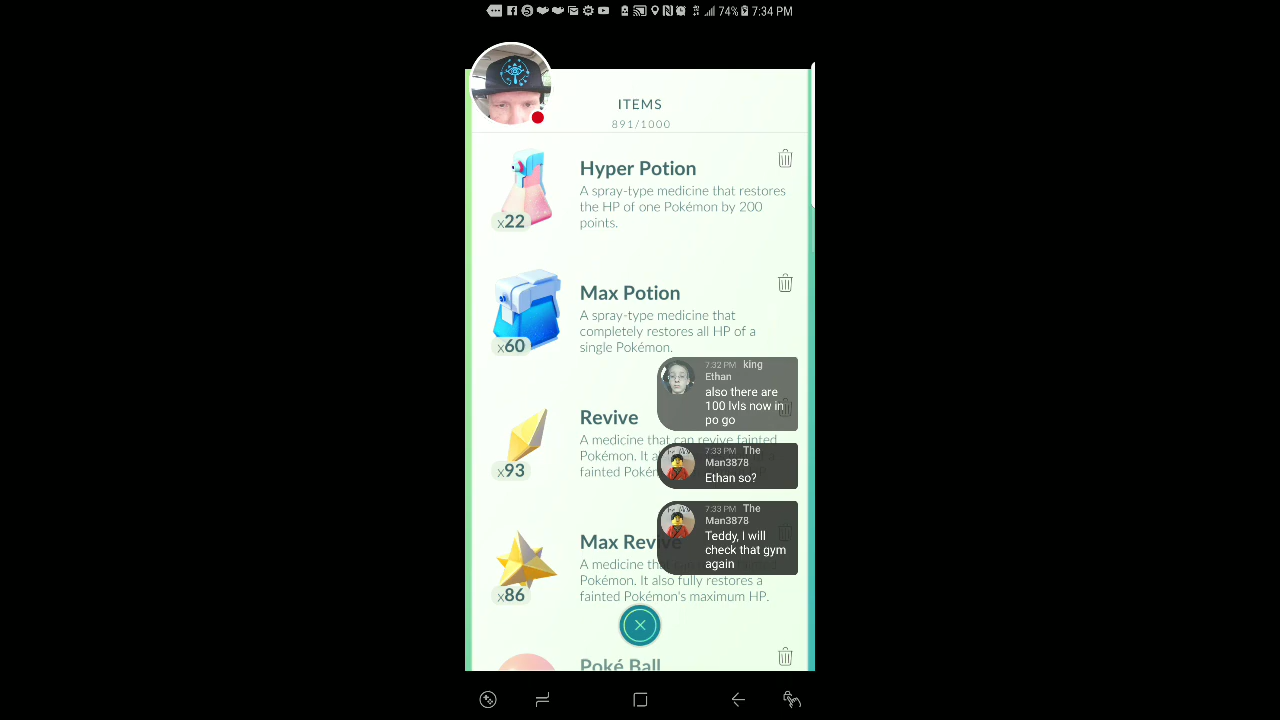 74% 7:34 PM
ITEMS
891/1000
Hyper Potion
A spray-type medicine that restores
the HP of one Pokémon by 200
points.
x22
Max Potion
A spray-type medicine that
completely restores all HP of a
single Pokémon.
x60
7:32 PM king
Ethan
also there are
100 lvls now in
po go
Revive
A medicine that can revive fainted
Pokémon. It a
fainted Pokér
x93
7:33 PM The
Man3878
Ethan so?
7:33 PM The
Man3878
Teddy, I will
check that gym
again
Max Revive
A medicine
Pokémon. It also fully restores a
fainted Pokémon's maximum HP.
x86
Poké Ball